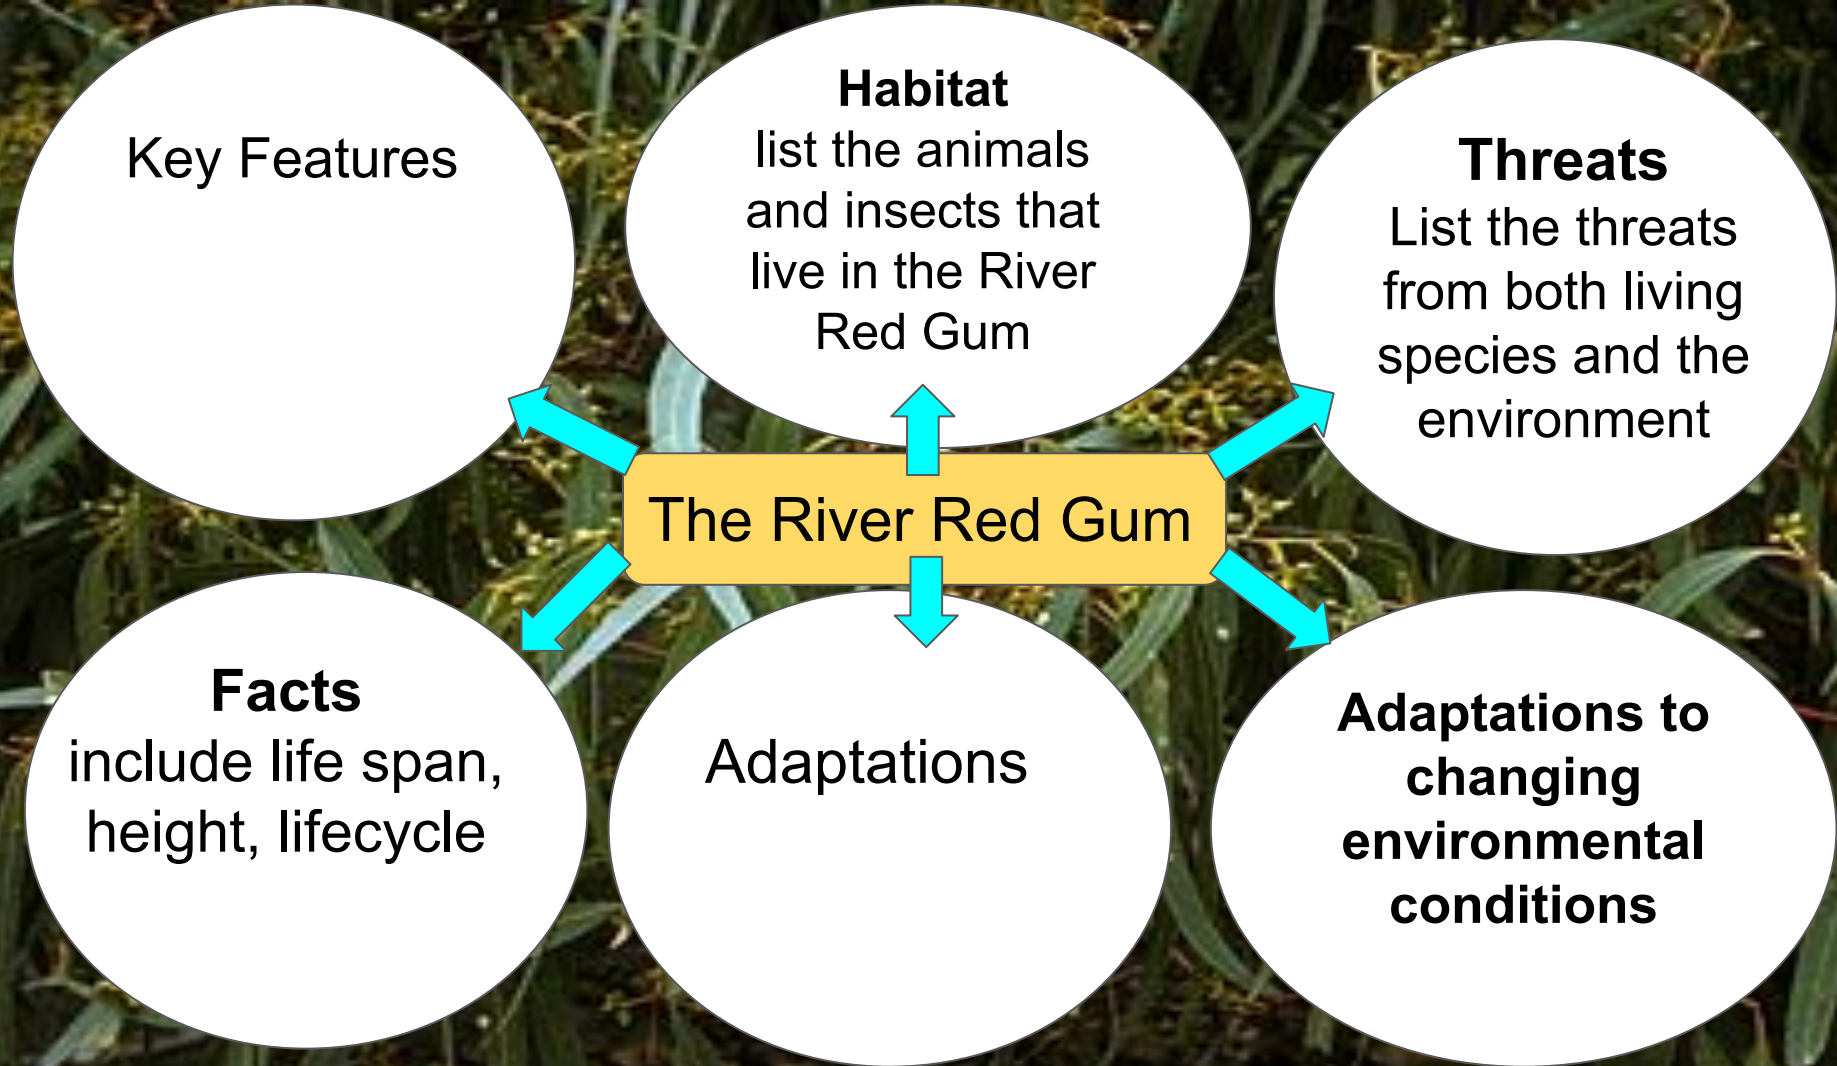 Key Features
Habitat
list the animals
and insects that
live in the River
Red Gum
Threats
List the threats
from both living
species and the
environment
The River Red Gum
Facts
include life span,
height, lifecycle
Adaptations
Adaptations to
changing
environmental
conditions